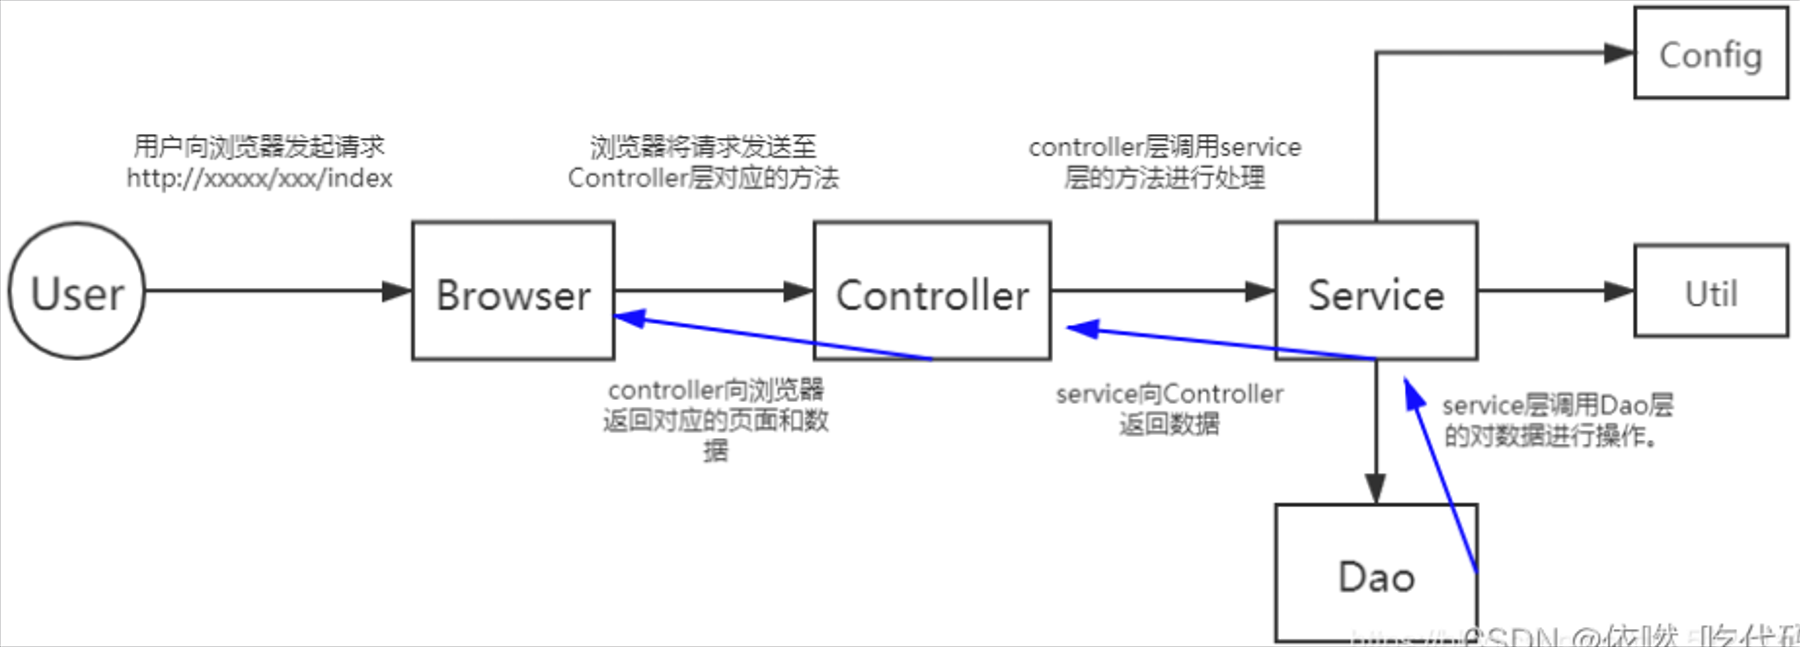 Config
用户向浏览器发起请求
http://xxxxx/xxx/index
浏览器将请求发送至
Controller层对应的方法
controller层调用service
层的方法进行处理
User
Browser
Controller
Service
Util
controller向浏览器
返回对应的页面和数
据
service向Controller
返回数据
service层调用Dao层
的对数据进行操作。
Dao
CSDN @依然_吃代码